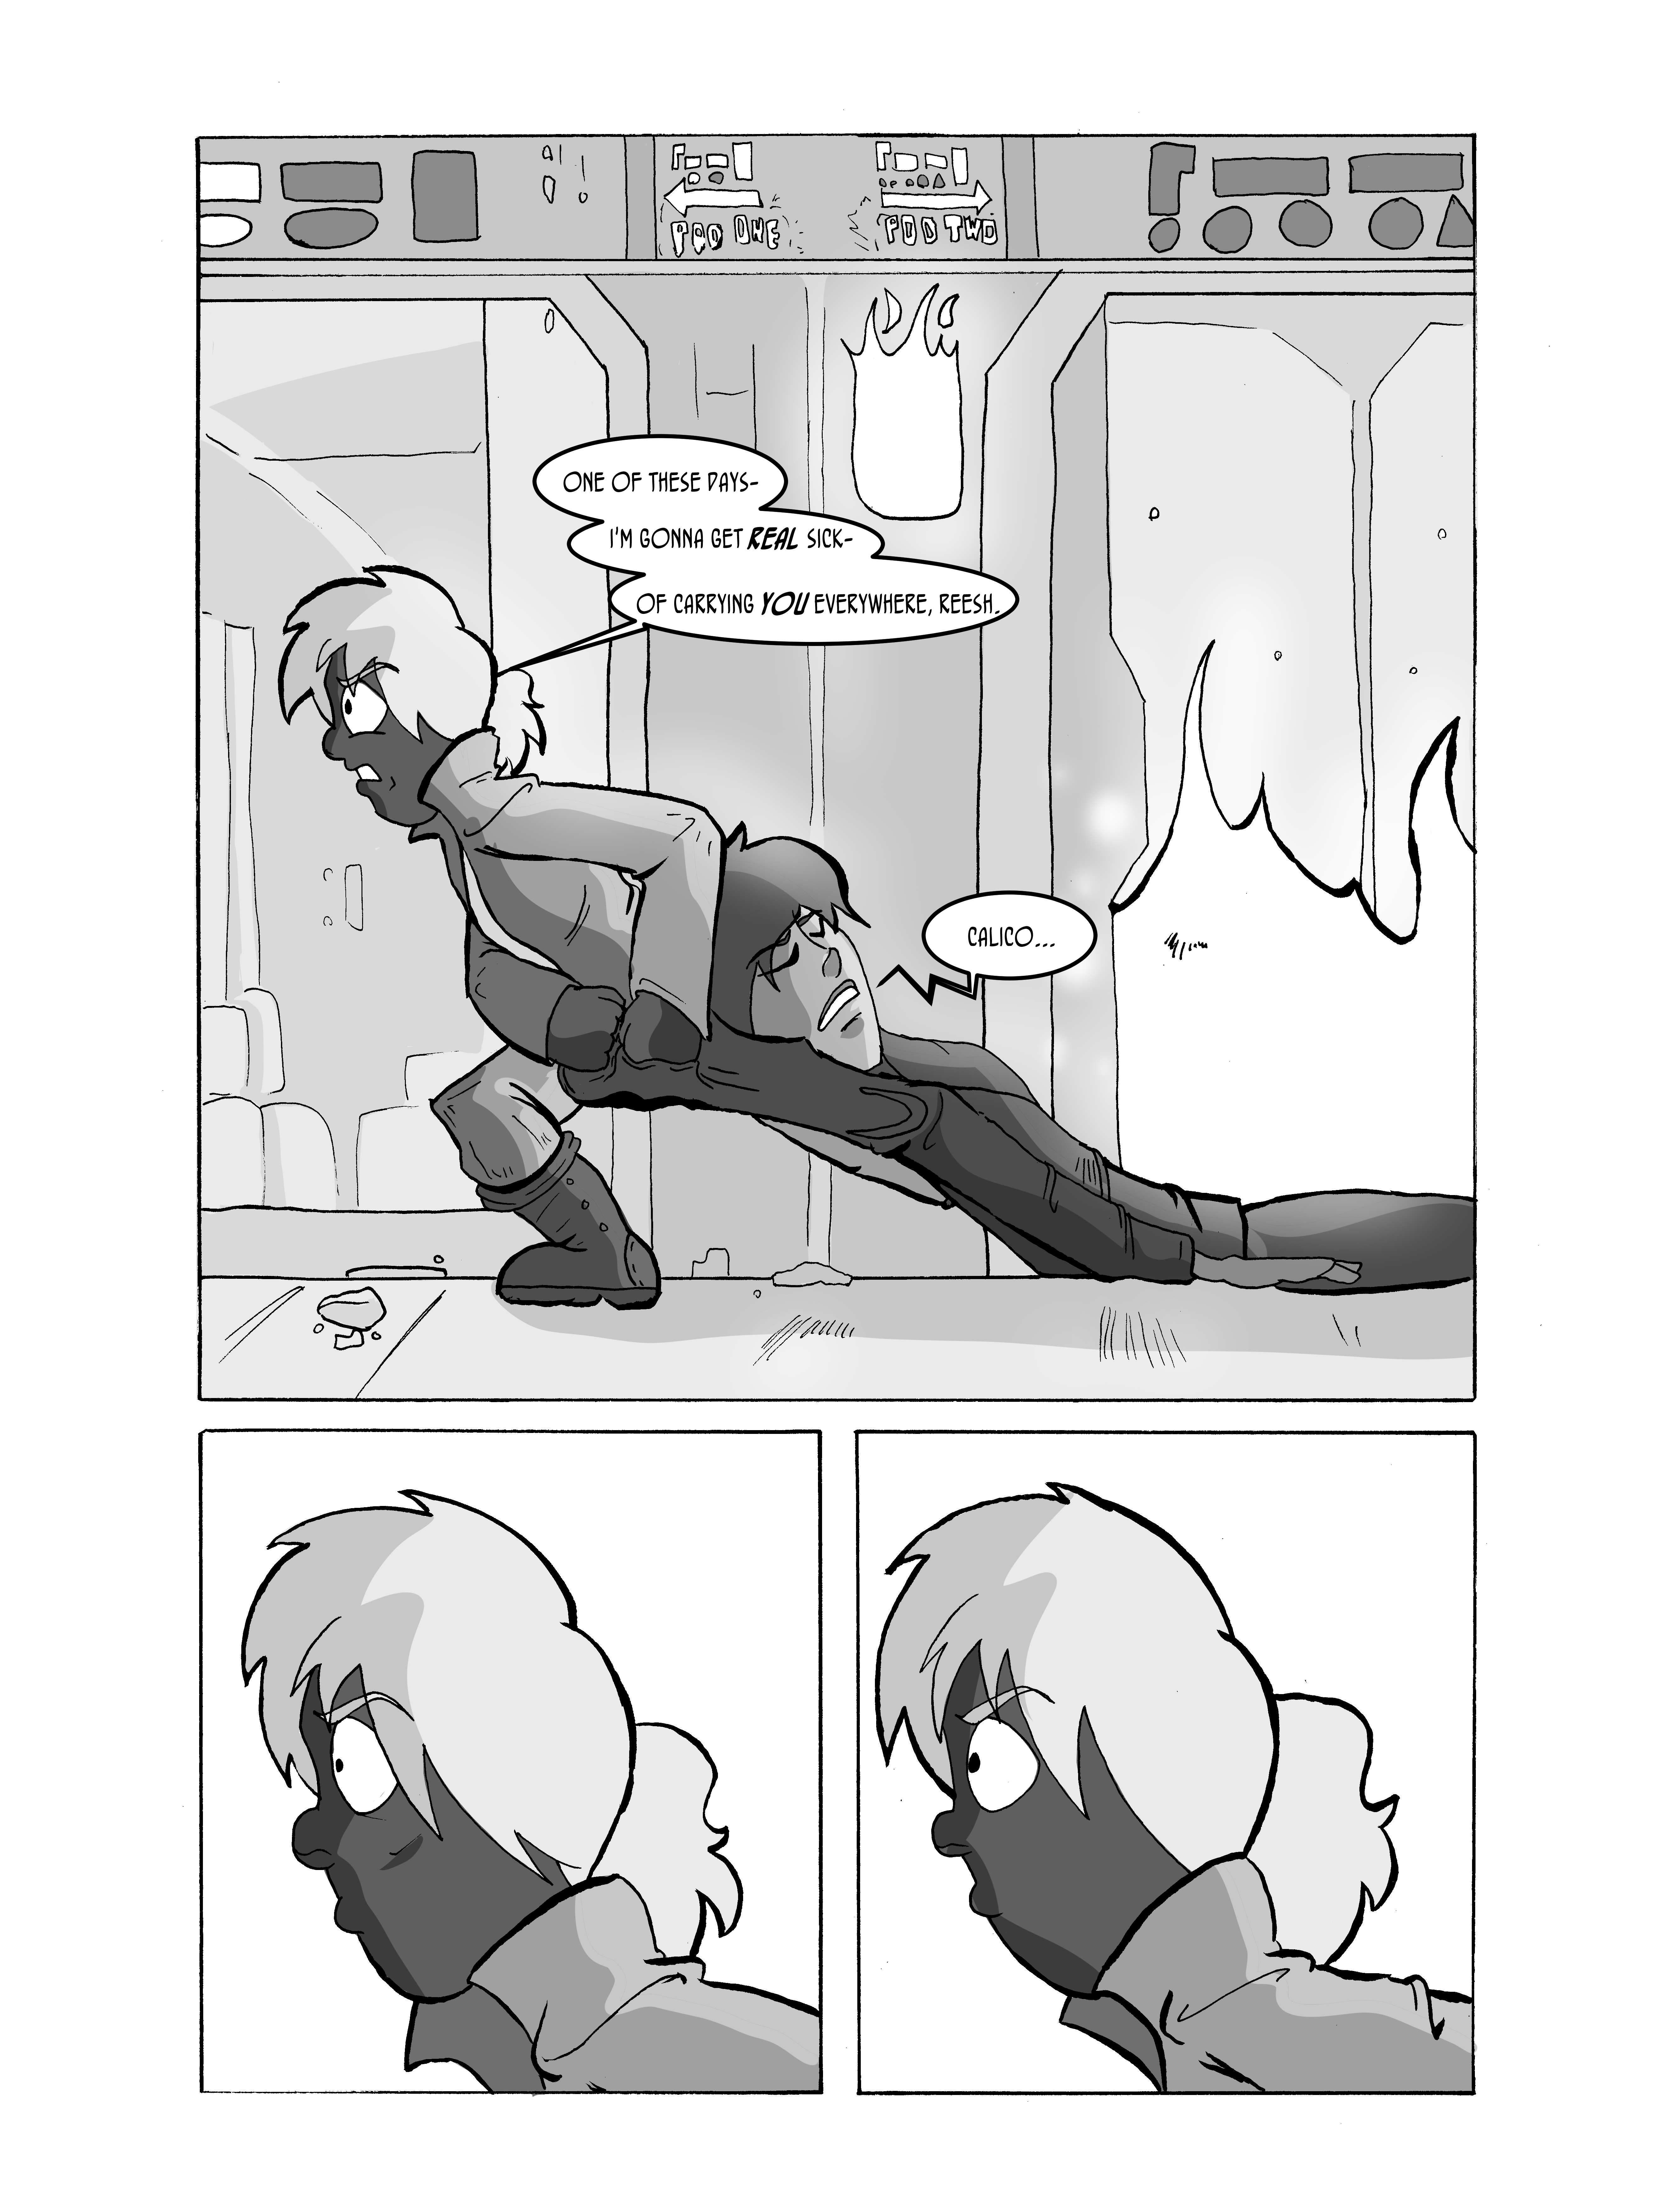 POD ONE
POD TWO
ONE OF THESE DAYS-
I'M GONNA GET REAL SICK-
OF CARRYING YOU EVERYWHERE, REESH.
CALICO...